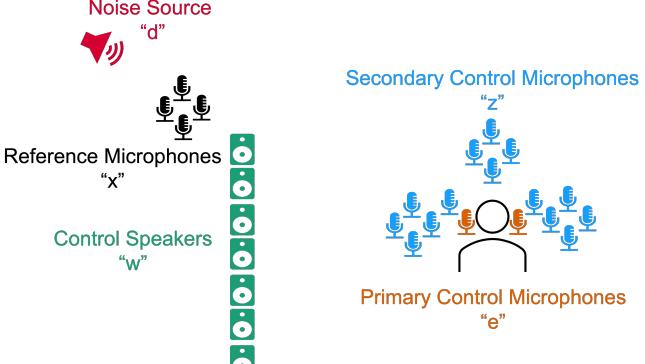 Noise Source
“d”
Secondary Control Microphones
“z”
Reference Microphones
“x”
Control Speakers
“w”
Primary Control Microphones
“e”